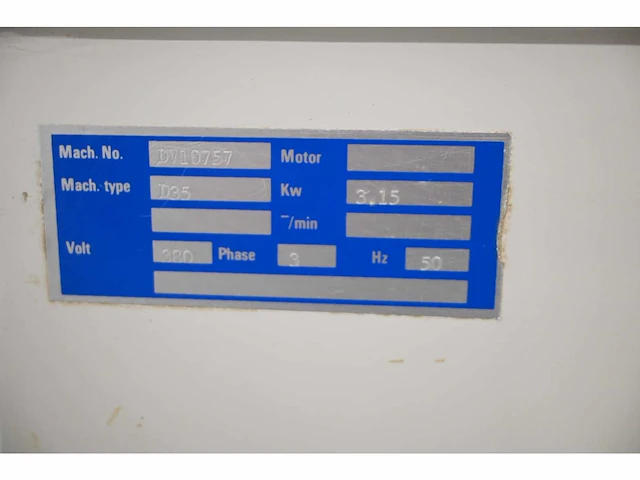 Mach. No. DV10757 Motor
Mach. type D35 Kw 3,15
–/min
Volt 380 Phase 3 Hz 50